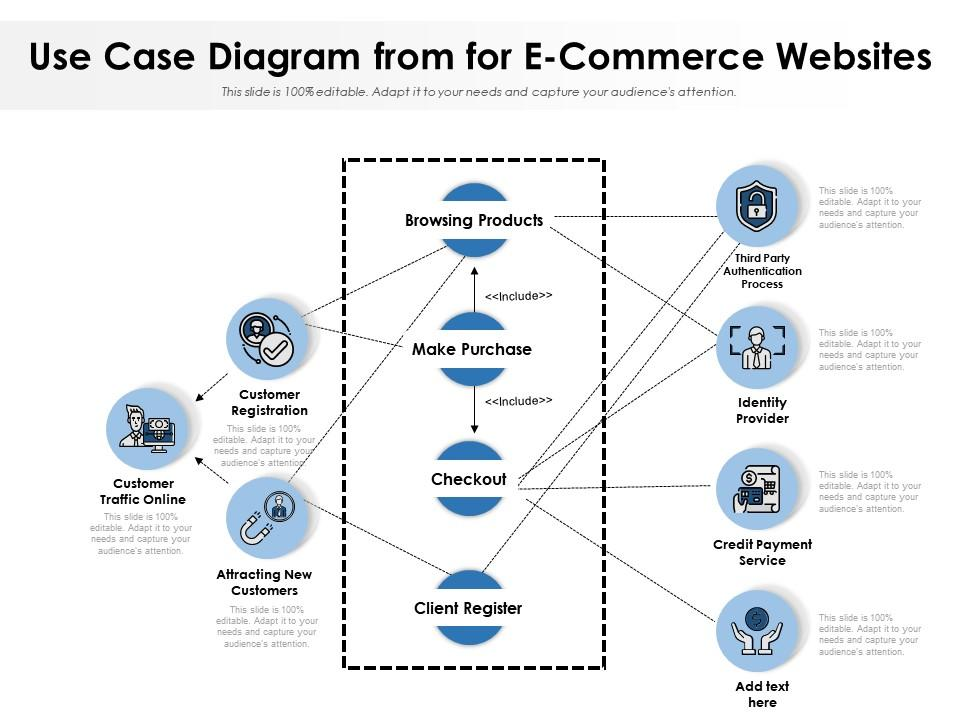 Use Case Diagram from for E-Commerce Websites
This slide is 100% editable. Adapt it to your needs and capture your audience's attention.
Browsing Products
<<Include>>
Make Purchase
<<Include>>
Checkout
Client Register
Customer
Registration
This slide is 100%
editable. Adapt it to your
needs and capture your
audience's attention.
Customer
Traffic Online
This slide is 100%
editable. Adapt it to your
needs and capture your
audience's attention.
Attracting New
Customers
This slide is 100%
editable. Adapt it to your
needs and capture your
audience's attention.
Third Party
Authentication
Process
This slide is 100%
editable. Adapt it to your
needs and capture your
audience's attention.
Identity
Provider
This slide is 100%
editable. Adapt it to your
needs and capture your
audience's attention.
Credit Payment
Service
This slide is 100%
editable. Adapt it to your
needs and capture your
audience's attention.
Add text
here
This slide is 100%
editable. Adapt it to your
needs and capture your
audience's attention.